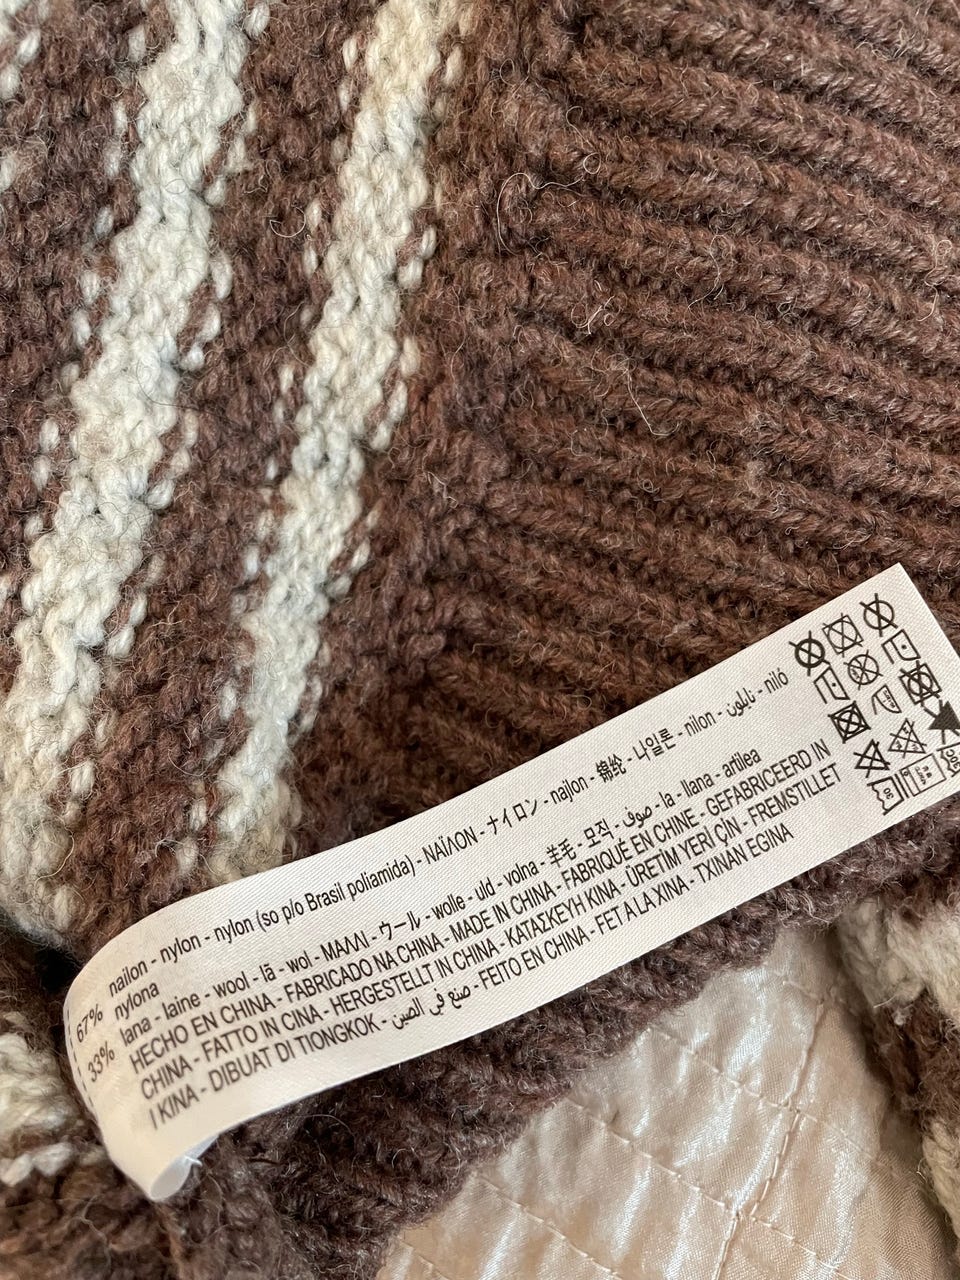 67% nailon - nylon - nylon (so p/o Brasil poliamida) - ΝΑΪΛΟΝ - ナイロン - najlon - 锦纶 - 나일론 - nilon - نايلون - niló
nylona
33% lana - laine - wool - lã - wol - ΜΑΛΛΙ - ウール - wolle - uld - volna - 羊毛 - 모직 - صوف - la - llana - artilea
HECHO EN CHINA - FABRICADO NA CHINA - MADE IN CHINA - FABRIQUÉ EN CHINE - GEFABRICEERD IN
CHINA - FATTO IN CINA - HERGESTELLT IN CHINA - ΚΑΤΑΣΚΕΥΗ ΚΙΝΑ - ÜRETİM YERİ ÇİN - FREMSTILLET
I KINA - DIBUAT DI TIONGKOK - صنع في الصين - FEITO EN CHINA - FET A LA XINA - TXINAN EGINA